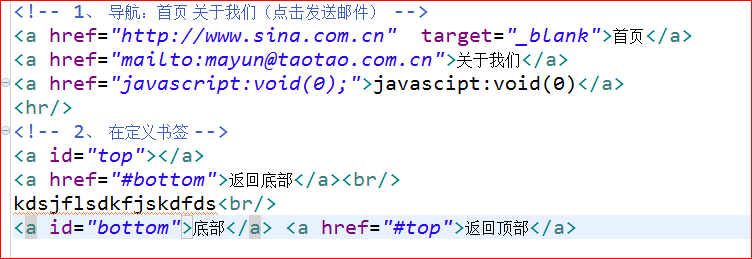 <!-- 1、 导航：首页 关于我们（点击发送邮件） -->
<a href="http://www.sina.com.cn"  target="_blank">首页</a>
<a href="mailto:mayun@taotao.com.cn">关于我们</a>
<a href="javascript:void(0);">javascipt:void(0)</a>
<hr/>
<!-- 2、 在定义书签 -->
<a id="top"></a>
<a href="#bottom">返回底部</a><br/>
kdsjflsdkfjskdfds<br/>
<a id="bottom">底部</a> <a href="#top">返回顶部</a>